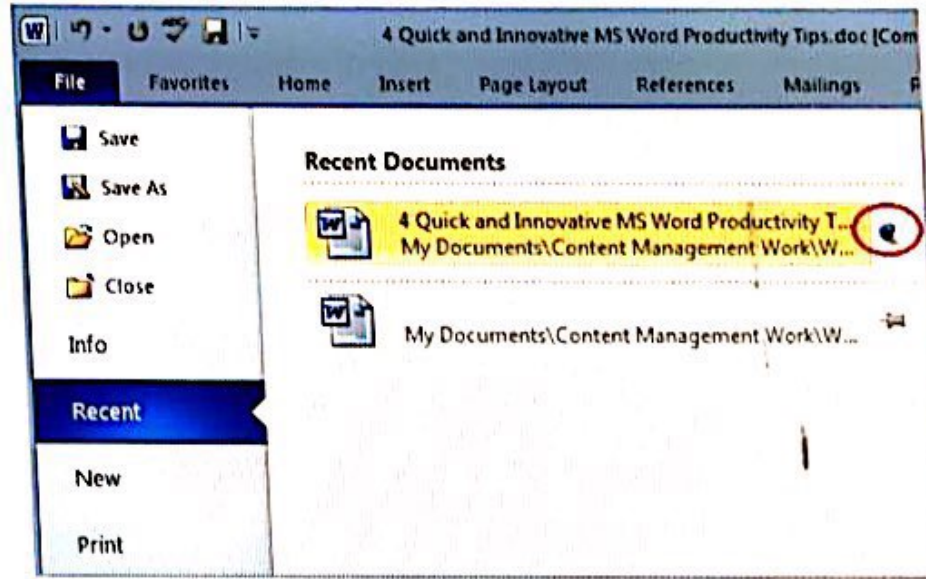 4 Quick and Innovative MS Word Productivity Tips.doc [Com
File Favorites Home Insert Page Layout References Mailings
Save
Save As
Open
Close
Info
Recent
New
Print
Recent Documents
4 Quick and Innovative MS Word Productivity T...
My Documents\Content Management Work\W...
My Documents\Content Management Work\W...